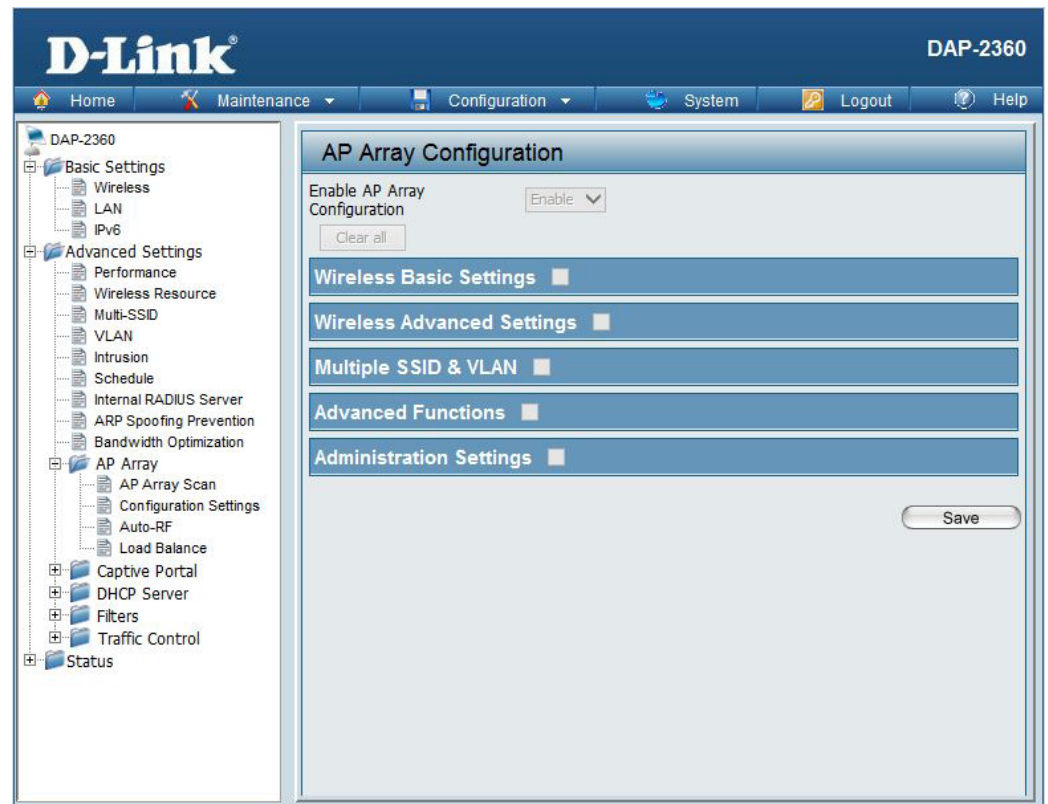 D-Link®
DAP-2360
Home
Maintenance
Configuration
System
Logout
Help
DAP-2360
Basic Settings
Wireless
LAN
IPv6
Advanced Settings
Performance
Wireless Resource
Multi-SSID
VLAN
Intrusion
Schedule
Internal RADIUS Server
ARP Spoofing Prevention
Bandwidth Optimization
AP Array
AP Array Scan
Configuration Settings
Auto-RF
Load Balance
Captive Portal
DHCP Server
Filters
Traffic Control
Status
AP Array Configuration
Enable AP Array
Configuration
Enable
Clear all
Wireless Basic Settings
Wireless Advanced Settings
Multiple SSID & VLAN
Advanced Functions
Administration Settings
Save